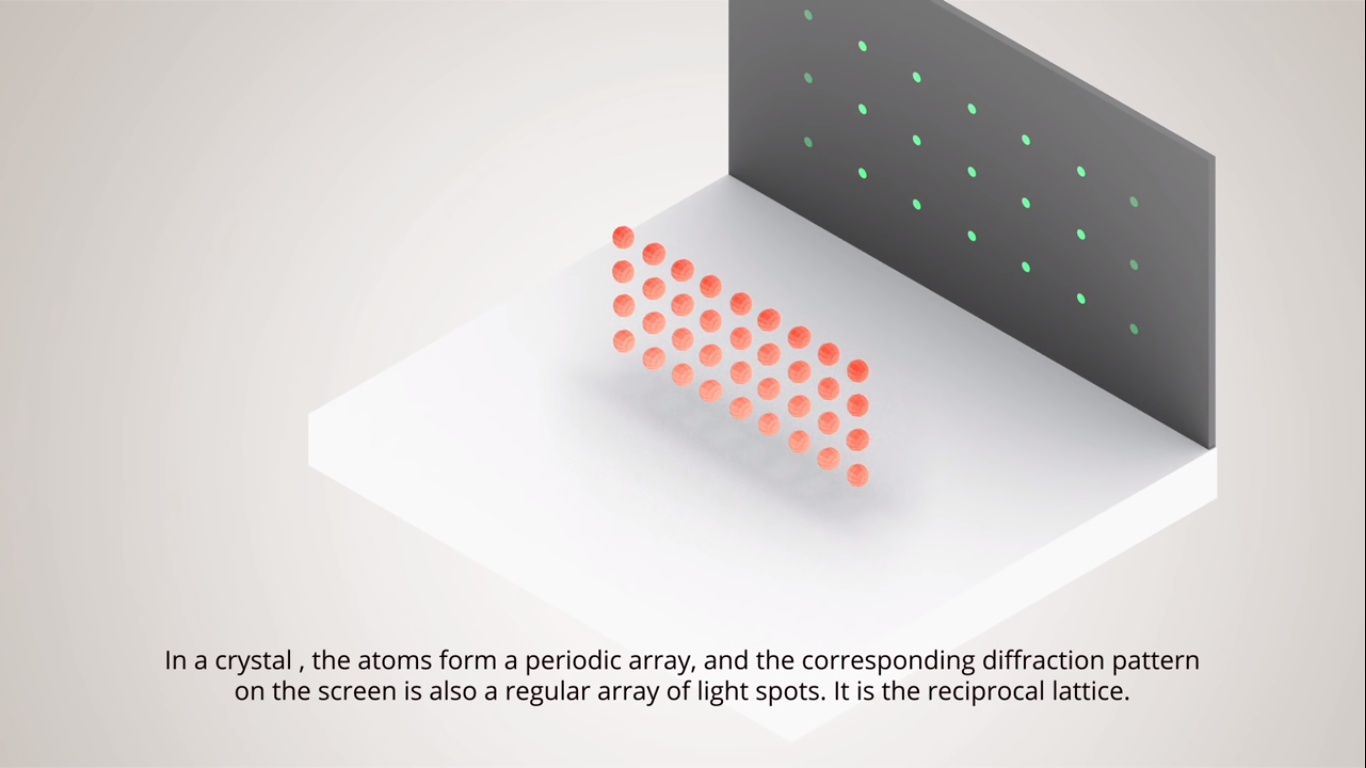 In a crystal , the atoms form a periodic array, and the corresponding diffraction pattern
on the screen is also a regular array of light spots. It is the reciprocal lattice.